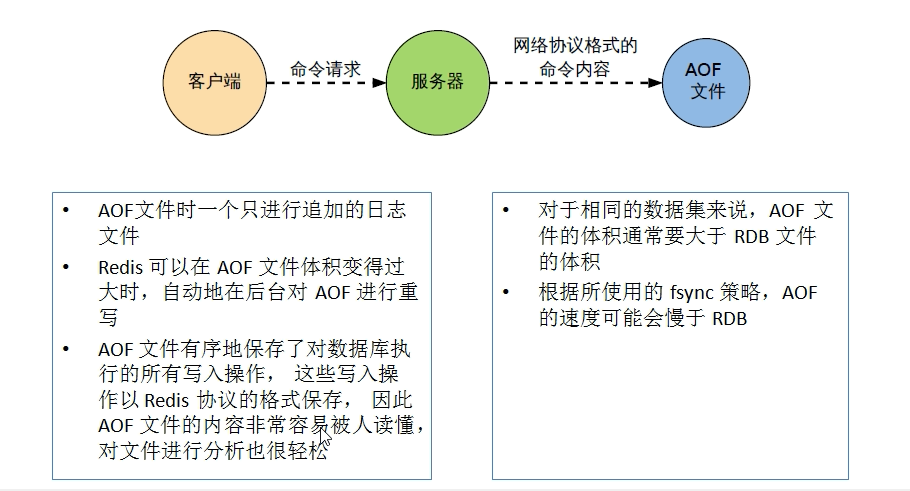 客户端
命令请求
服务器
网络协议格式的
命令内容
AOF
文件
• AOF文件时一个只进行追加的日志
文件
• Redis 可以在 AOF 文件体积变得过
大时，自动地在后台对 AOF 进行重
写
• AOF 文件有序地保存了对数据库执
行的所有写入操作， 这些写入操
作以 Redis 协议的格式保存， 因此
AOF 文件的内容非常容易被人读懂，
对文件进行分析也很轻松
• 对于相同的数据集来说，AOF 文
件的体积通常要大于 RDB 文件
的体积
• 根据所使用的 fsync 策略，AOF
的速度可能会慢于 RDB